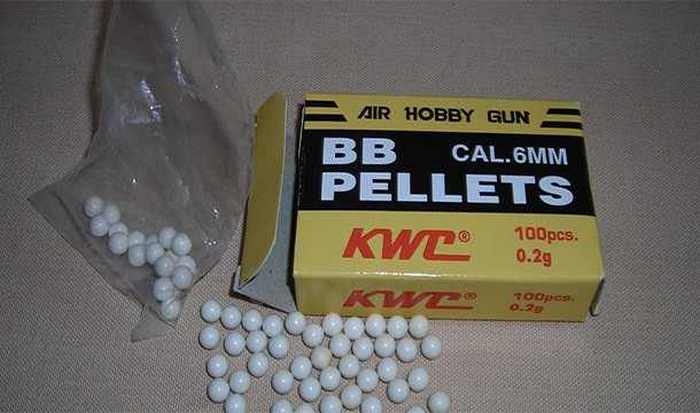 AIR HOBBY GUN
BB CAL.6MM
PELLETS
KWC® 100pcs.
0.2g
KWC® 100pcs.
0.2g